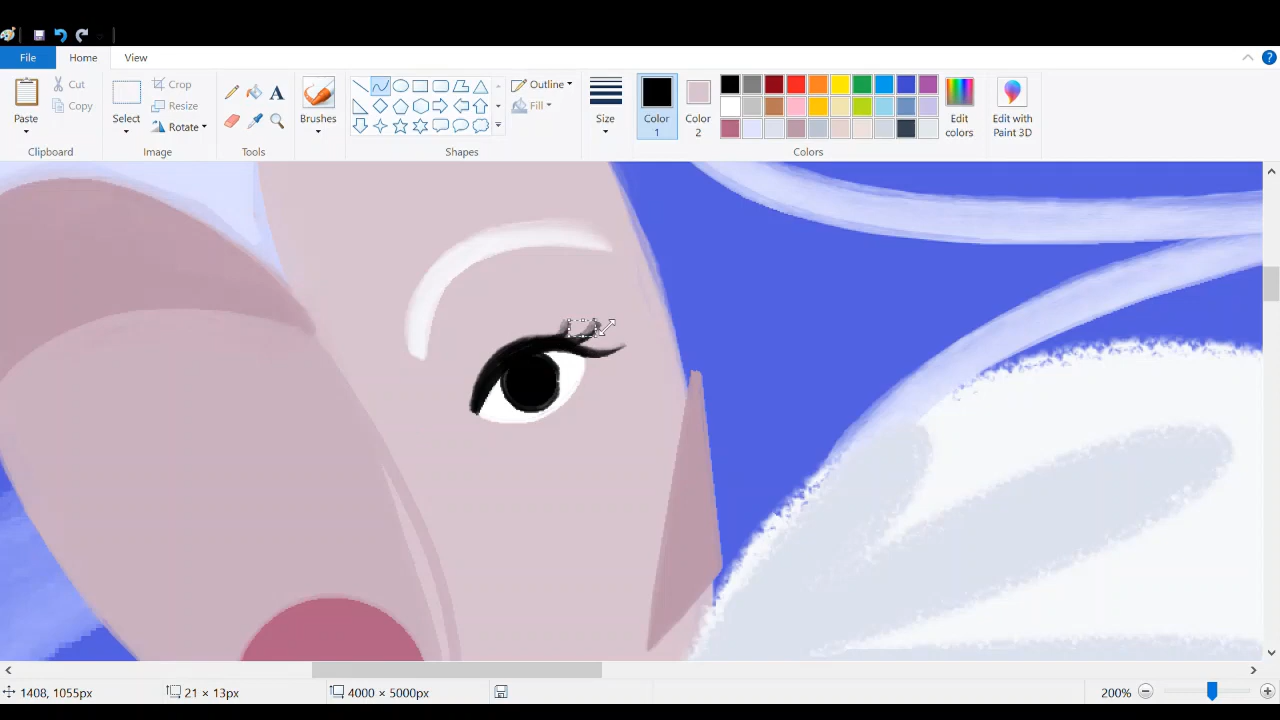 File Home View
Paste
Cut
Copy
Clipboard
Select
Crop
Resize
Rotate
Image
Tools
Brushes
Outline
Fill
Shapes
Size
Color
1
Color
2
Edit
colors
Colors
Edit with
Paint 3D
1408, 1055px 21 × 13px 4000 × 5000px 200%